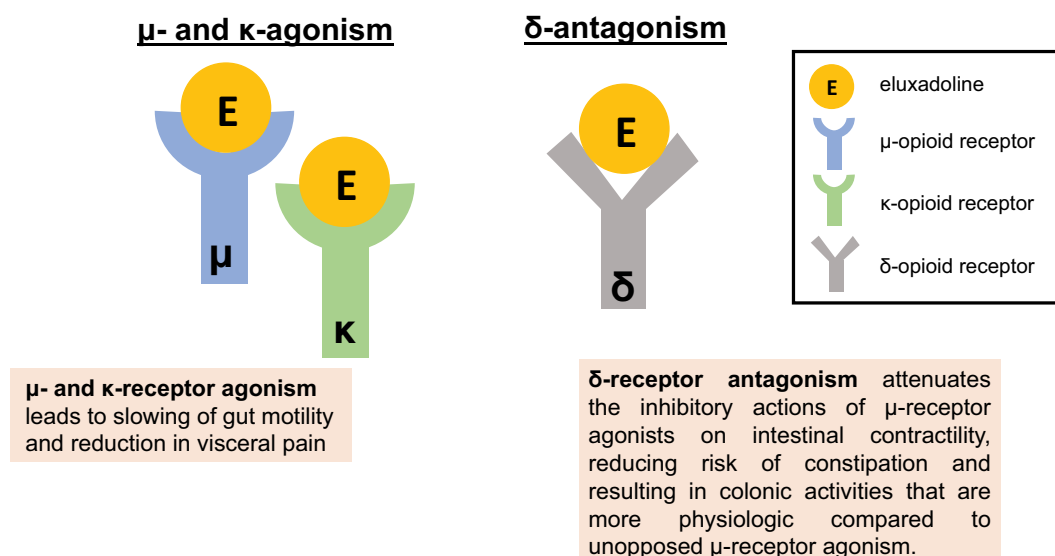 μ- and κ-agonism
E
μ
E
κ
μ- and κ-receptor agonism
leads to slowing of gut motility
and reduction in visceral pain
δ-antagonism
E
δ
δ-receptor antagonism attenuates
the inhibitory actions of μ-receptor
agonists on intestinal contractility,
reducing risk of constipation and
resulting in colonic activities that are
more physiologic compared to
unopposed μ-receptor agonism.
E eluxadoline
μ-opioid receptor
κ-opioid receptor
δ-opioid receptor